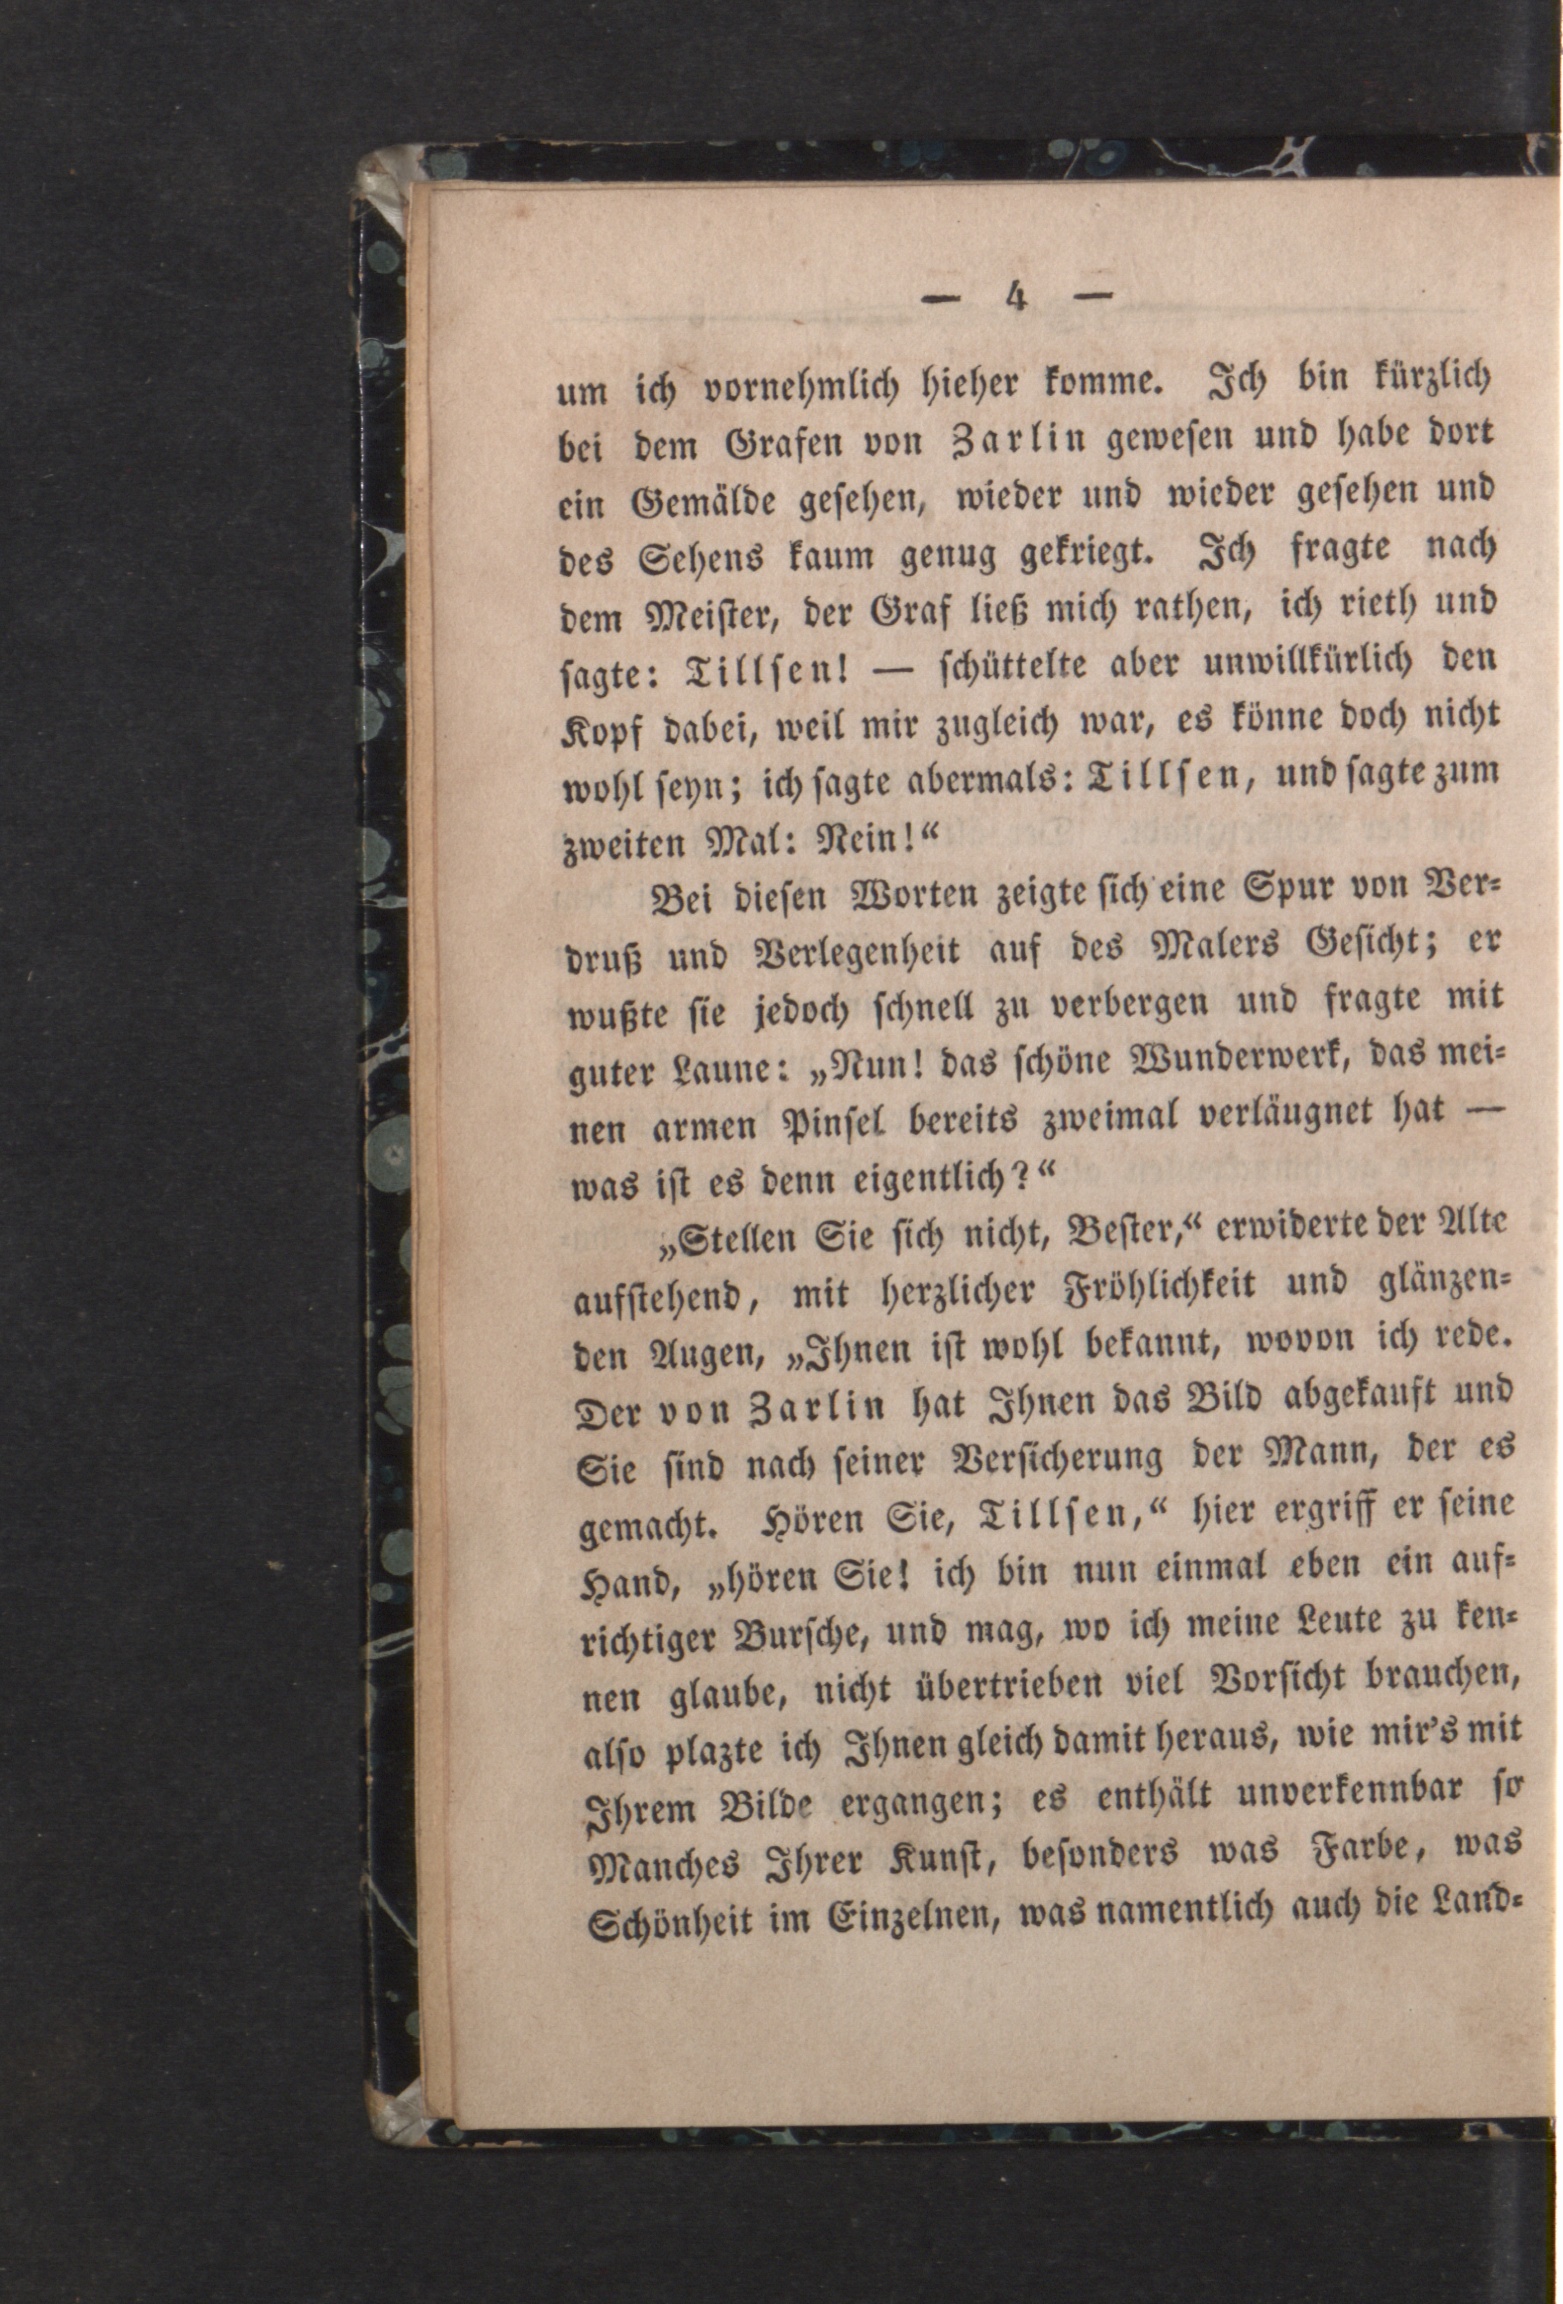 — 4 —
um ich vornehmlich hieher komme. Ich bin kürzlich
bei dem Grafen von Zarlin geweſen und habe dort
ein Gemälde geſehen, wieder und wieder geſehen und
des Sehens kaum genug gekriegt. Ich fragte nach
dem Meiſter, der Graf ließ mich rathen, ich rieth und
ſagte: Tillſen! — ſchüttelte aber unwillkürlich den
Kopf dabei, weil mir zugleich war, es könne doch nicht
wohl ſeyn; ich ſagte abermals: Tillſen, und ſagte zum
zweiten Mal: Nein!“
Bei dieſen Worten zeigte ſich eine Spur von Ver-
druß und Verlegenheit auf des Malers Geſicht; er
wußte ſie jedoch ſchnell zu verbergen und fragte mit
guter Laune: „Nun! das ſchöne Wunderwerk, das mei-
nen armen Pinſel bereits zweimal verläugnet hat —
was iſt es denn eigentlich?“
„Stellen Sie ſich nicht, Beſter,“ erwiderte der Alte
aufſtehend, mit herzlicher Fröhlichkeit und glänzen-
den Augen, „Ihnen iſt wohl bekannt, wovon ich rede.
Der von Zarlin hat Ihnen das Bild abgekauft und
Sie ſind nach ſeiner Verſicherung der Mann, der es
gemacht. Hören Sie, Tillſen,“ hier ergriff er ſeine
Hand, „hören Sie! ich bin nun einmal eben ein auf-
richtiger Burſche, und mag, wo ich meine Leute zu ken-
nen glaube, nicht übertrieben viel Vorſicht brauchen,
alſo plazte ich Ihnen gleich damit heraus, wie mir’s mit
Ihrem Bilde ergangen; es enthält unverkennbar ſo
Manches Ihrer Kunſt, beſonders was Farbe, was
Schönheit im Einzelnen, was namentlich auch die Land-